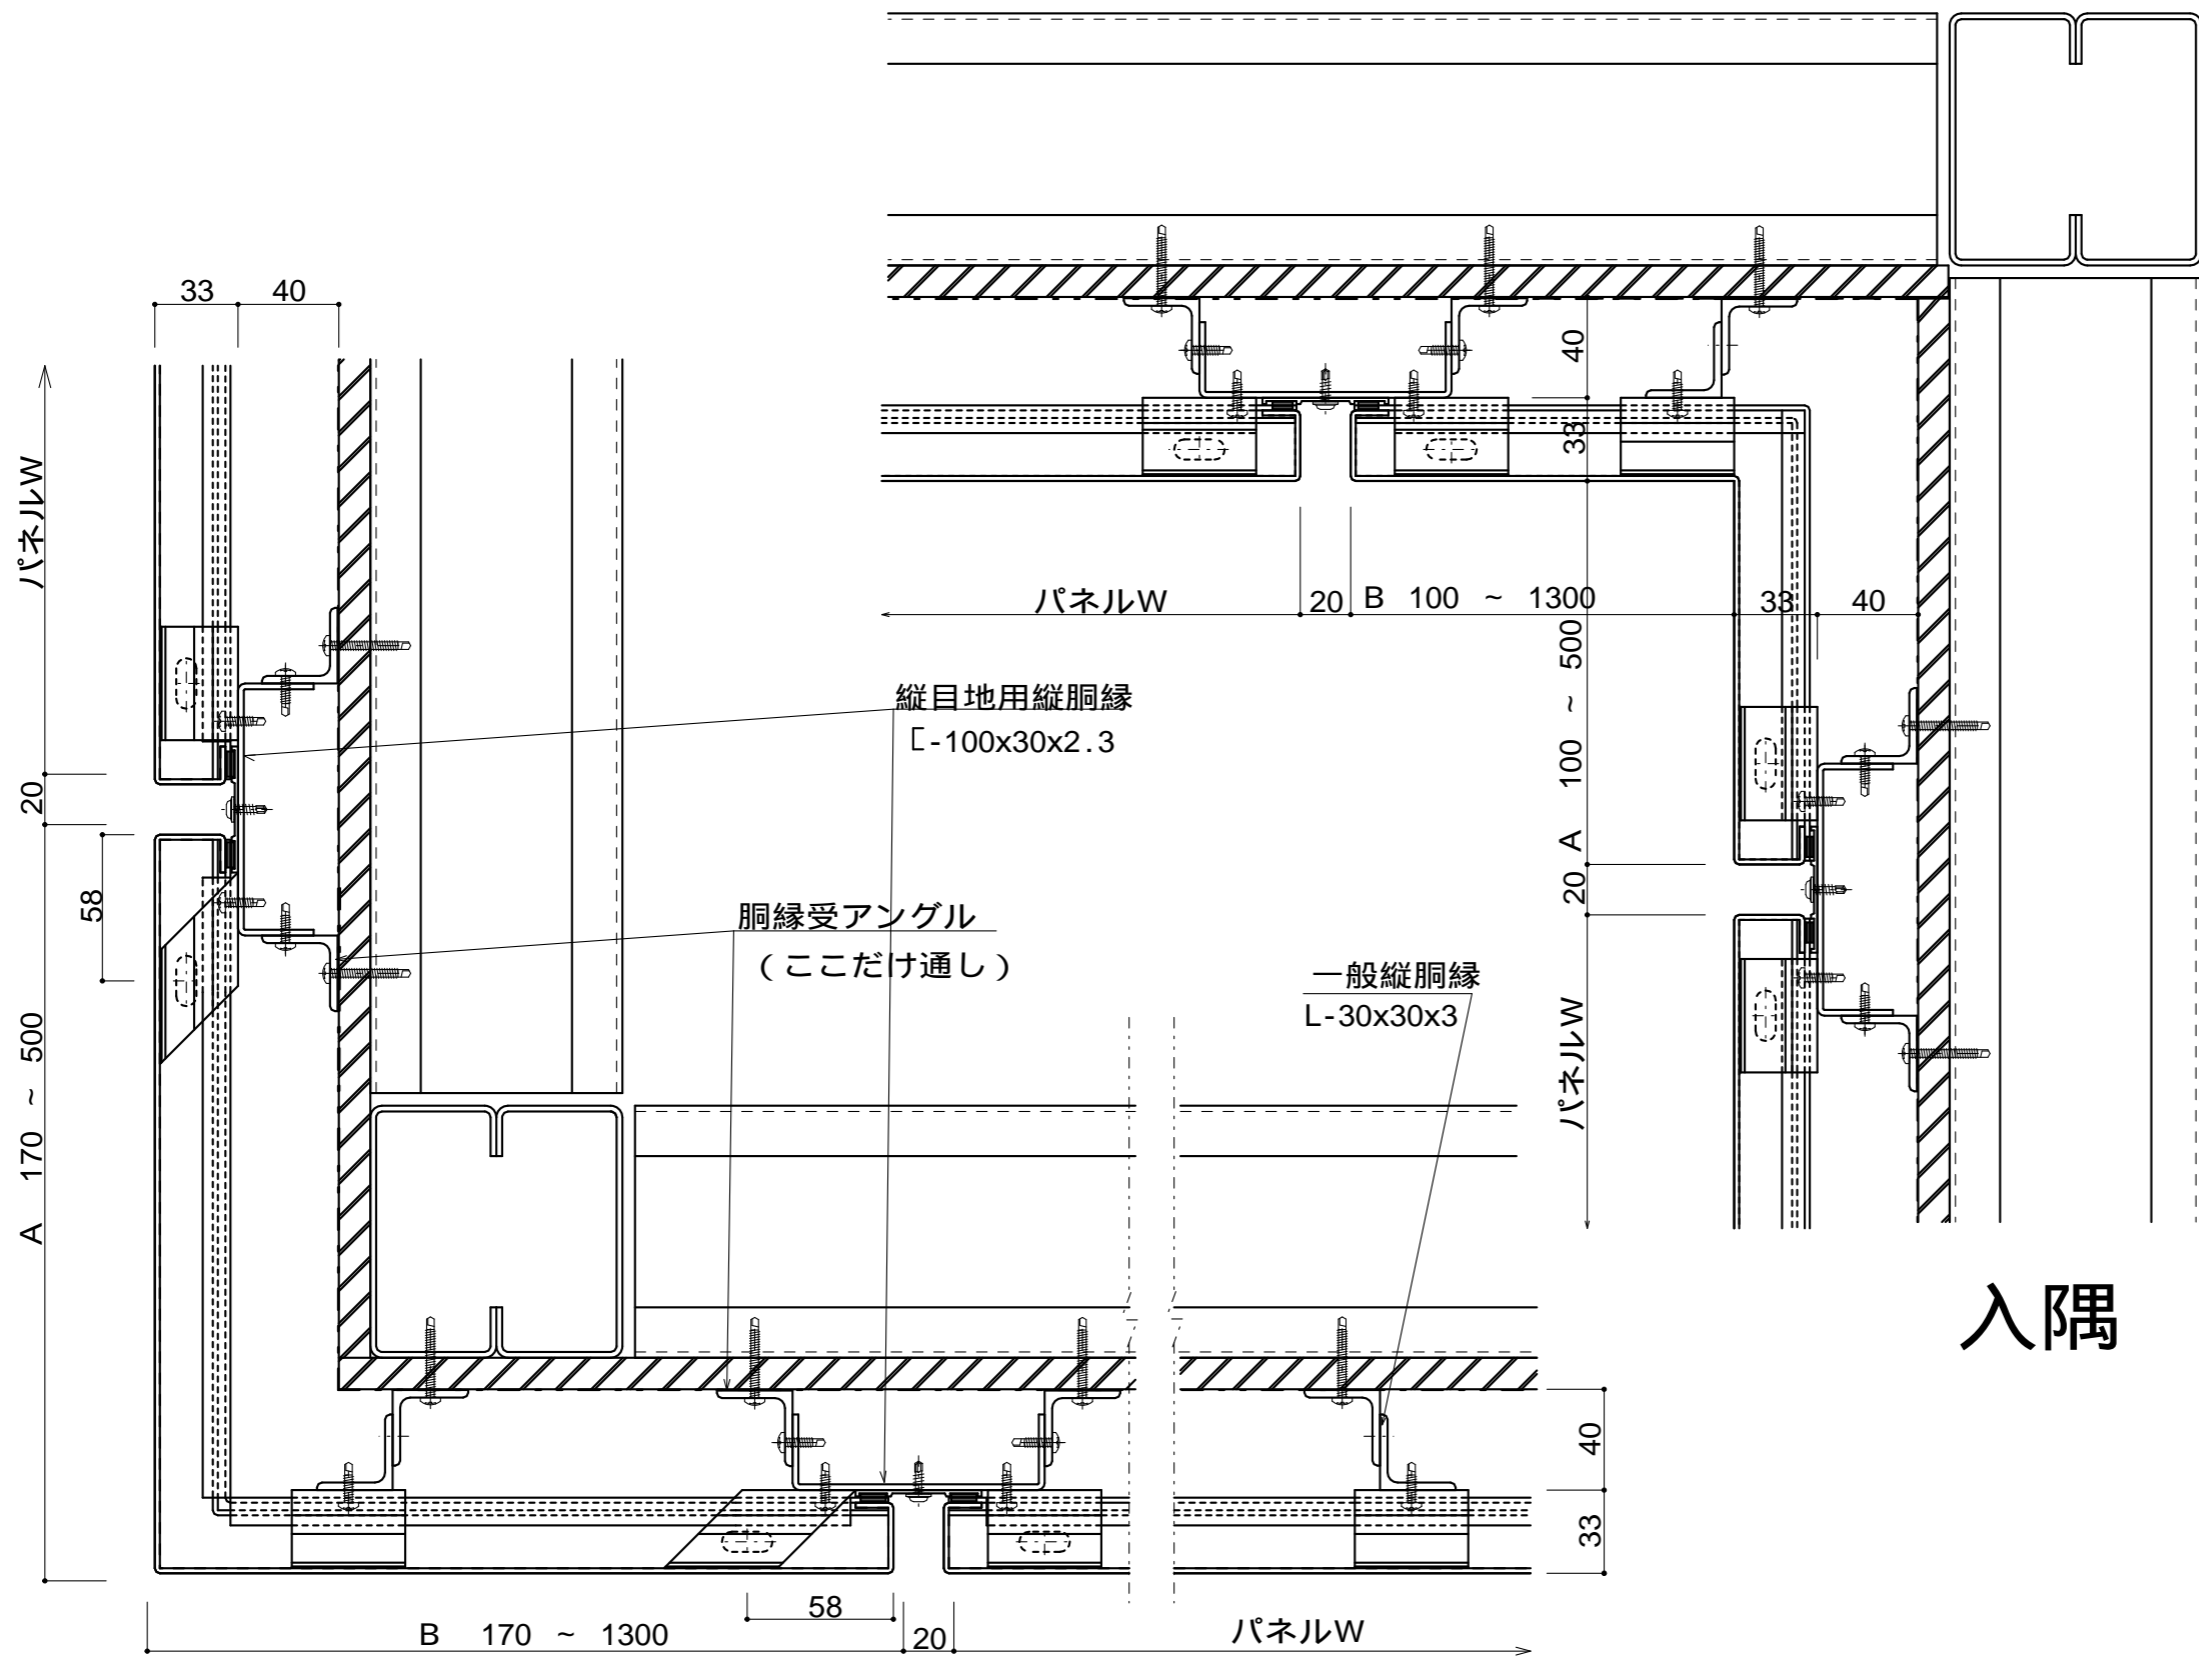 33
40
40
33
パネルW
パネルW
20
B 100 ~ 1300
33
40
A 100 ~ 500
20
パネルW
縦目地用縦胴縁
[-100x30x2.3
20
58
胴縁受アングル
(ここだけ通し)
一般縦胴縁
L-30x30x3
A 170 ~ 500
入隅
40
33
58
B 170 ~ 1300
20
パネルW